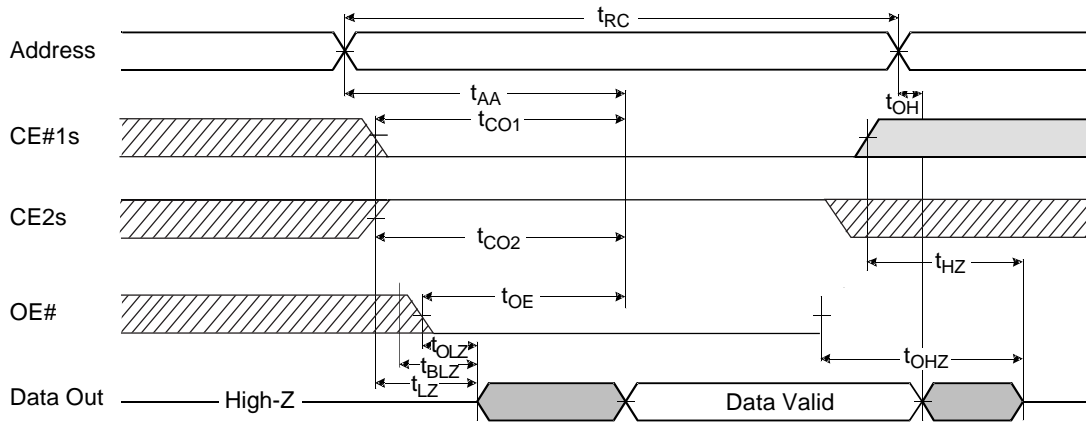 tRC
Address
tAA
tOH
CE#1s
tCO1
CE2s
tCO2
tHZ
OE#
tOE
tOLZ
tOHZ
tBLZ
tLZ
Data Out
High-Z
Data Valid